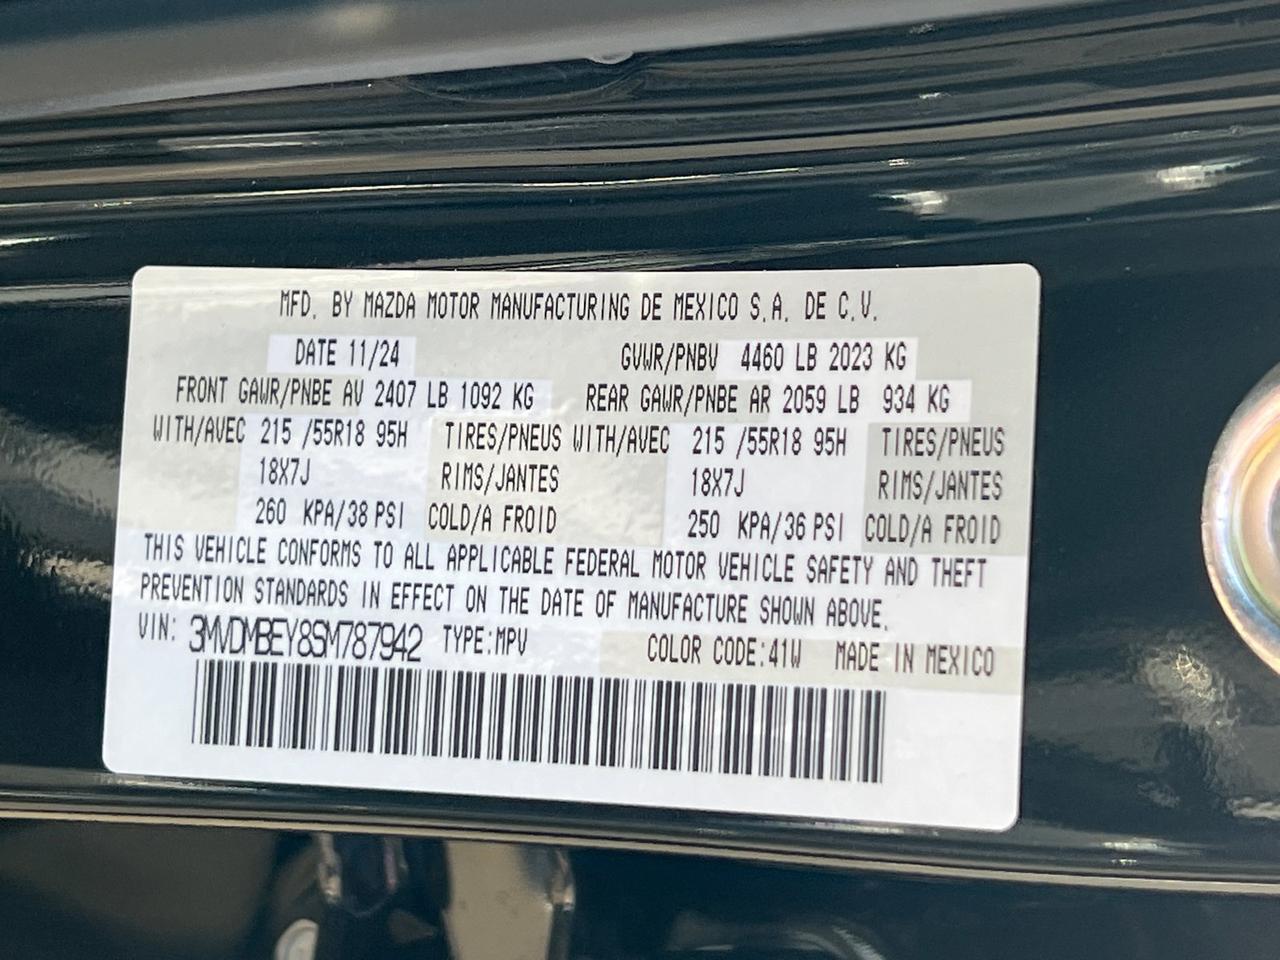 MFD. BY MAZDA MOTOR MANUFACTURING DE MEXICO S.A. DE C.V.
DATE 11/24 GVWR/PNBV 4460 LB 2023 KG
FRONT GAWR/PNBE AV 2407 LB 1092 KG REAR GAWR/PNBE AR 2059 LB 934 KG
WITH/AVEC 215 /55R18 95H TIRES/PNEUS WITH/AVEC 215 /55R18 95H TIRES/PNEUS
18X7J RIMS/JANTES 18X7J RIMS/JANTES
260 KPA/38 PSI COLD/A FROID 250 KPA/36 PSI COLD/A FROID
THIS VEHICLE CONFORMS TO ALL APPLICABLE FEDERAL MOTOR VEHICLE SAFETY AND THEFT
PREVENTION STANDARDS IN EFFECT ON THE DATE OF MANUFACTURE SHOWN ABOVE.
VIN: 3MVDMBEY8SM787942 TYPE:MPV COLOR CODE:41W MADE IN MEXICO